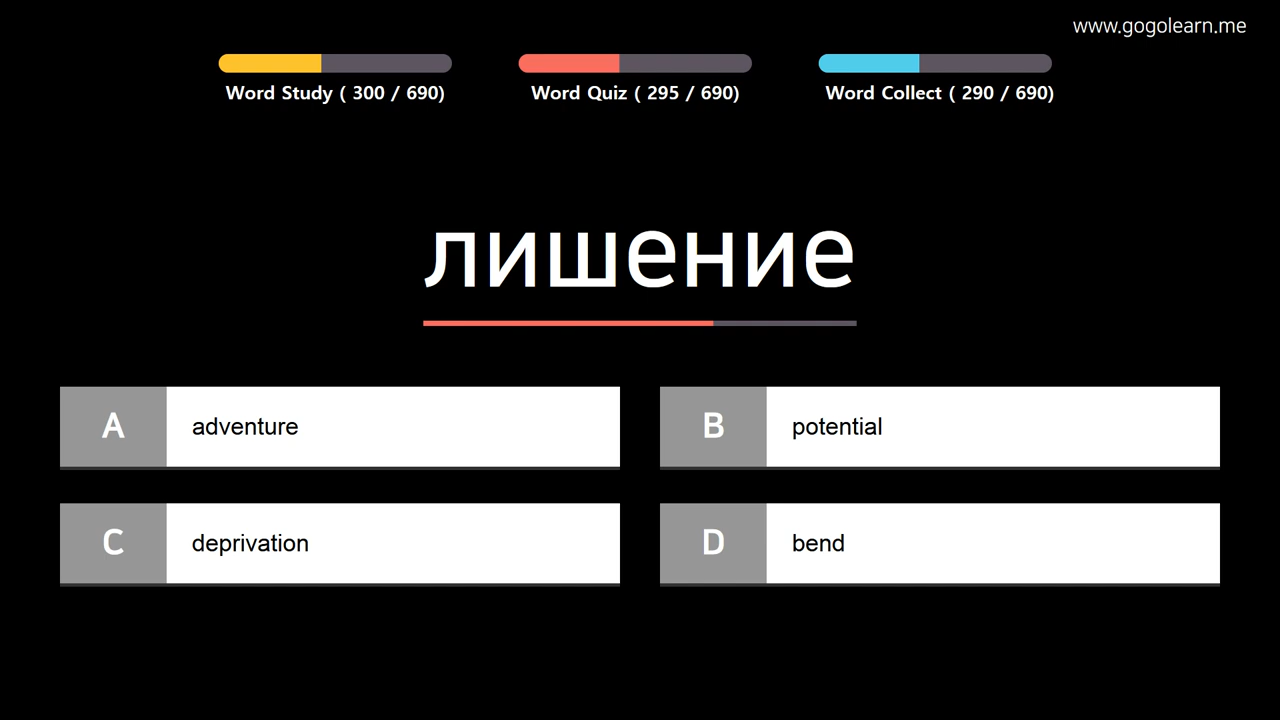 www.gogolearn.me
Word Study ( 300 / 690)
Word Quiz ( 295 / 690)
Word Collect ( 290 / 690)
лишение
A adventure
B potential
C deprivation
D bend